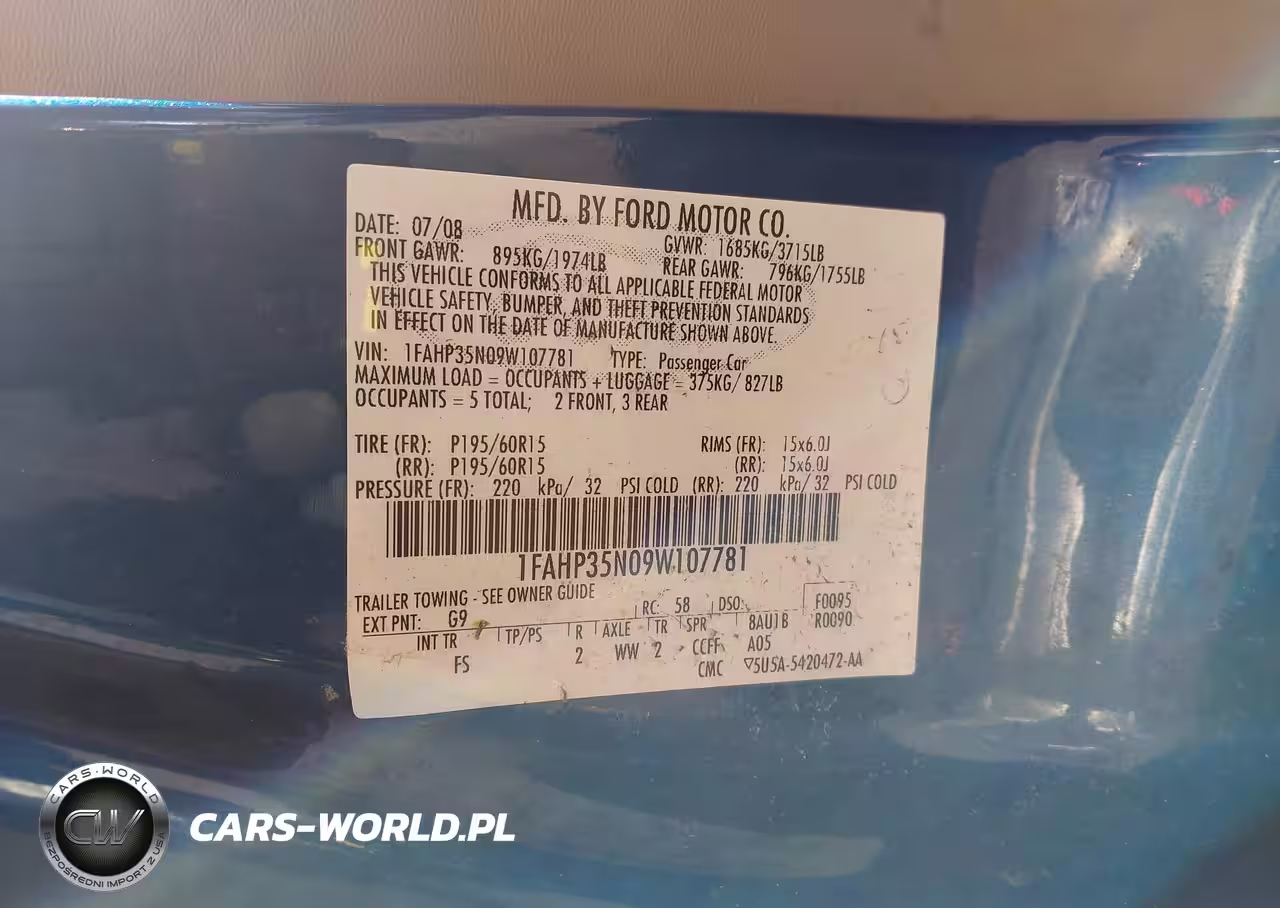 MFD. BY FORD MOTOR CO.
DATE: 07/08
GVWR: 1685KG/3715LB
FRONT GAWR: 895KG/1974LB
REAR GAWR: 796KG/1755LB
THIS VEHICLE CONFORMS TO ALL APPLICABLE FEDERAL MOTOR
VEHICLE SAFETY, BUMPER, AND THEFT PREVENTION STANDARDS
IN EFFECT ON THE DATE OF MANUFACTURE SHOWN ABOVE.
VIN: 1FAHP35N09W107781 TYPE: Passenger Car
MAXIMUM LOAD = OCCUPANTS + LUGGAGE = 375KG/ 827LB
OCCUPANTS = 5 TOTAL; 2 FRONT, 3 REAR
TIRE (FR): P195/60R15 RIMS (FR): 15x6.0J
(RR): P195/60R15 (RR): 15x6.0J
PRESSURE (FR): 220 kPa/ 32 PSI COLD (RR): 220 kPa/ 32 PSI COLD
1FAHP35N09W107781
TRAILER TOWING - SEE OWNER GUIDE
EXT PNT: G9 RC: 58 DSO: F0095
R0090
INT TR TP/PS R AXLE TR SPR 8AU1B
FS 2 WW 2 CCFF A05
CMC ▽5U5A-5420472-AA
CARS-WORLD
CW
BEZPOŚREDNI IMPORT Z USA
CARS-WORLD.PL